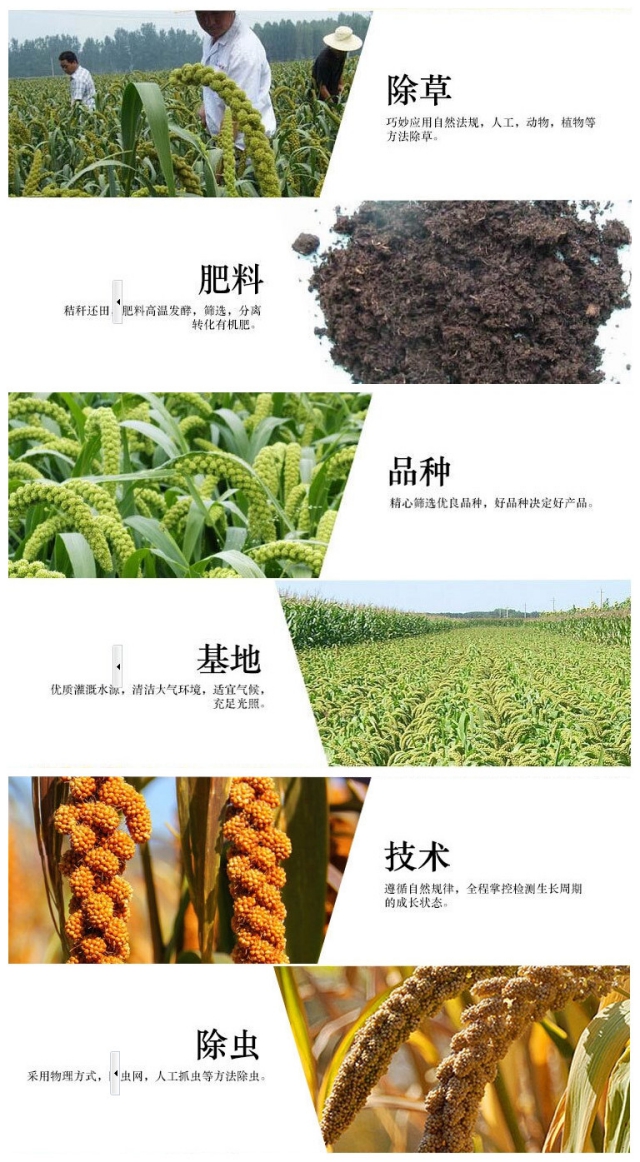 除草
巧妙应用自然法规，人工，动物，植物等
方法除草。
肥料
秸秆还田，肥料高温发酵，筛选，分离
转化有机肥。
品种
精心筛选优良品种，好品种决定好产品。
基地
优质灌溉水源，清洁大气环境，适宜气候，
充足光照。
技术
遵循自然规律，全程掌控检测生长周期
的成长状态。
除虫
采用物理方式，虫网，人工抓虫等方法除虫。